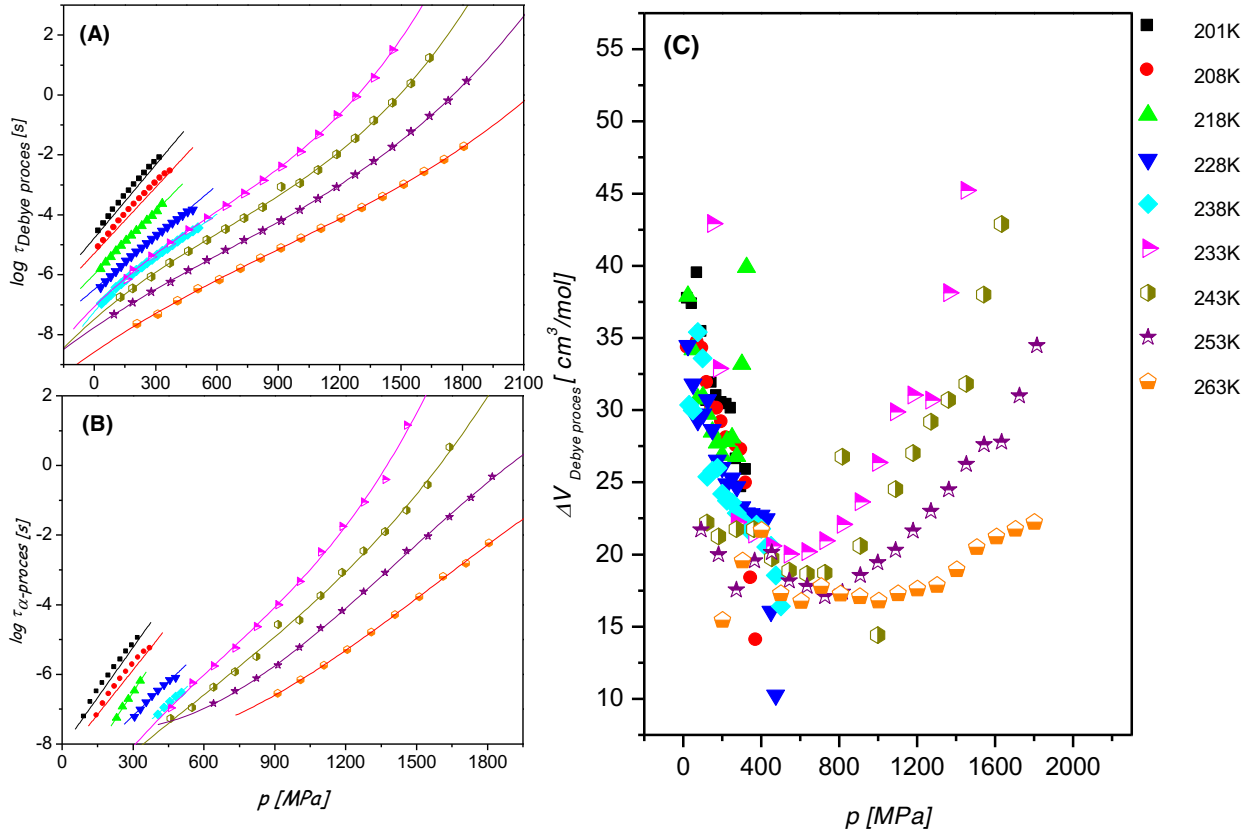 (A)
log τDebye proces [s]
2
0
-2
-4
-6
-8
0 300 600 900 1200 1500 1800 2100
(B)
log τα-proces [s]
2
0
-2
-4
-6
-8
0 300 600 900 1200 1500 1800
p [MPa]
(C)
ΔV Debye proces [ cm³/mol]
55
50
45
40
35
30
25
20
15
10
0 400 800 1200 1600 2000
p [MPa]
201K
208K
218K
228K
238K
233K
243K
253K
263K